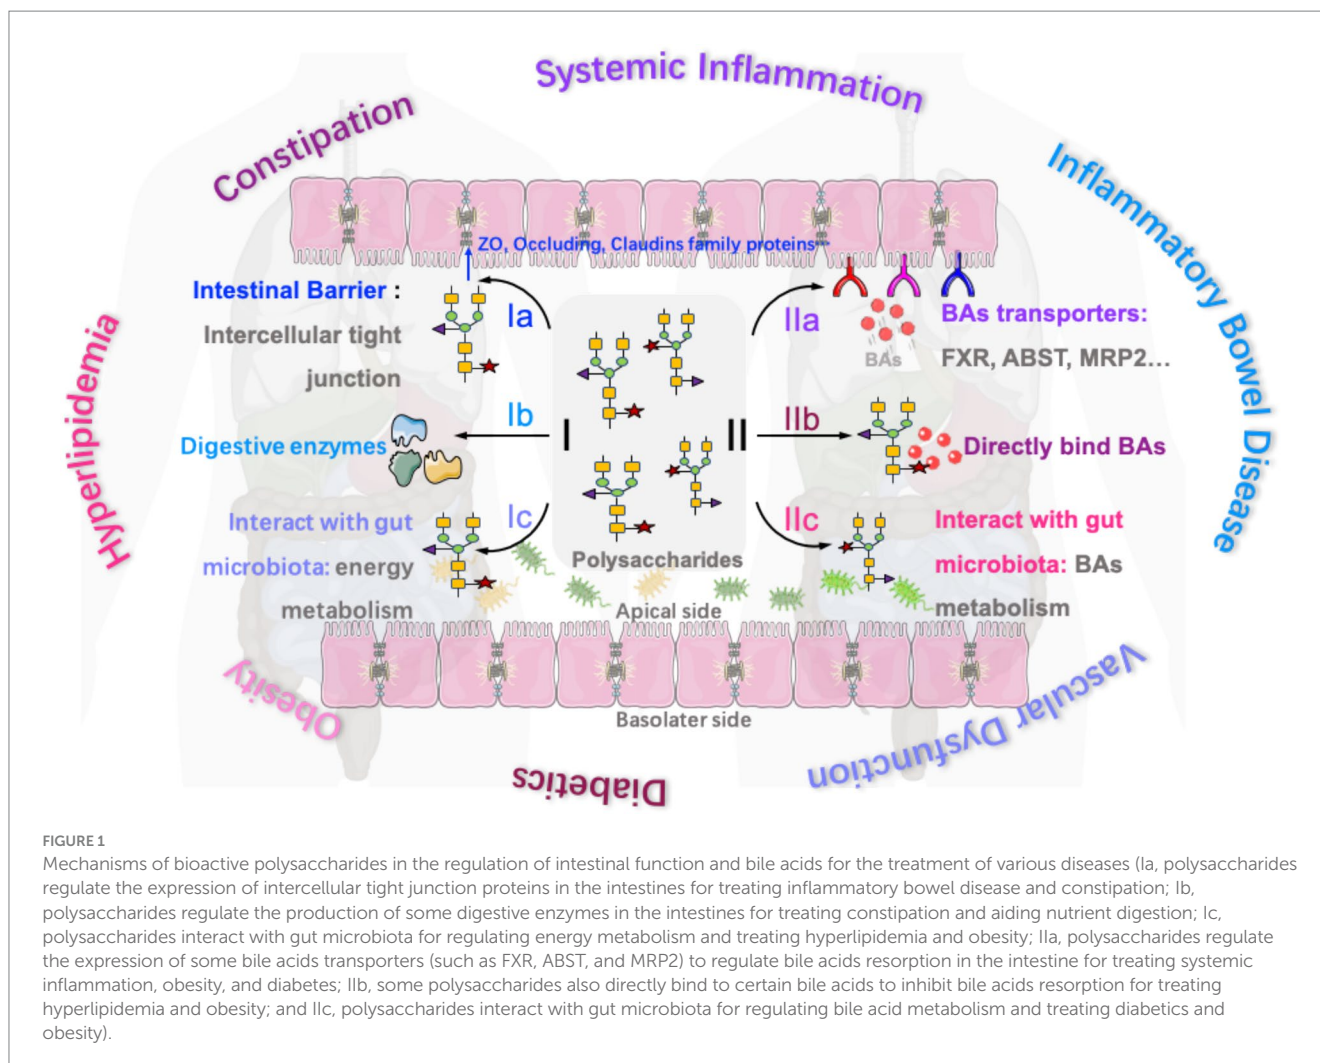 Systemic Inflammation
Constipation
Inflammatory Bowel Disease
Hyperlipidemia
Obesity
Diabetics
Vascular Dysfunction
ZO, Occluding, Claudins family proteins...
Intestinal Barrier :
Intercellular tight
junction
Ia
Digestive enzymes
Ib
Interact with gut
microbiota: energy
metabolism
Ic
I
II
Polysaccharides
IIa
BAs
BAs transporters:
FXR, ABST, MRP2...
IIb
Directly bind BAs
IIc
Interact with gut
microbiota: BAs
metabolism
Apical side
Basolater side
FIGURE 1
Mechanisms of bioactive polysaccharides in the regulation of intestinal function and bile acids for the treatment of various diseases (Ia, polysaccharides
regulate the expression of intercellular tight junction proteins in the intestines for treating inflammatory bowel disease and constipation; Ib,
polysaccharides regulate the production of some digestive enzymes in the intestines for treating constipation and aiding nutrient digestion; Ic,
polysaccharides interact with gut microbiota for regulating energy metabolism and treating hyperlipidemia and obesity; IIa, polysaccharides regulate
the expression of some bile acids transporters (such as FXR, ABST, and MRP2) to regulate bile acids resorption in the intestine for treating systemic
inflammation, obesity, and diabetes; IIb, some polysaccharides also directly bind to certain bile acids to inhibit bile acids resorption for treating
hyperlipidemia and obesity; and IIc, polysaccharides interact with gut microbiota for regulating bile acid metabolism and treating diabetics and
obesity).